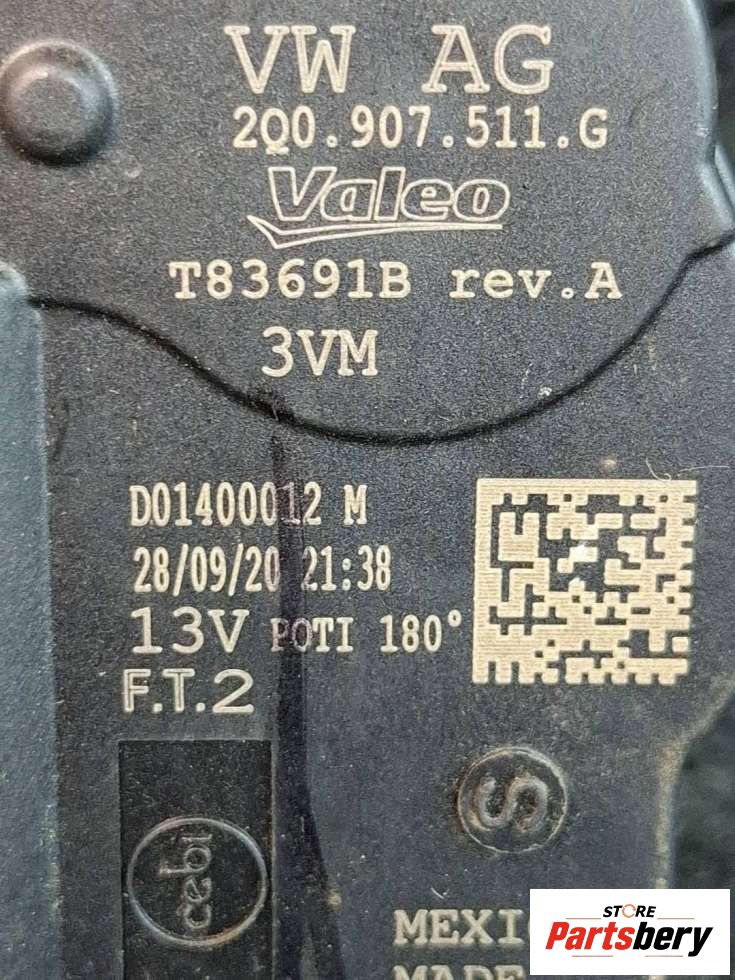 VW AG
2Q0.907.511.G
Valeo
T83691B rev.A
3VM
D01400012 M
28/09/20 21:38
13V POTI 180°
F.T.2
S
cebi
STORE
Partsbery